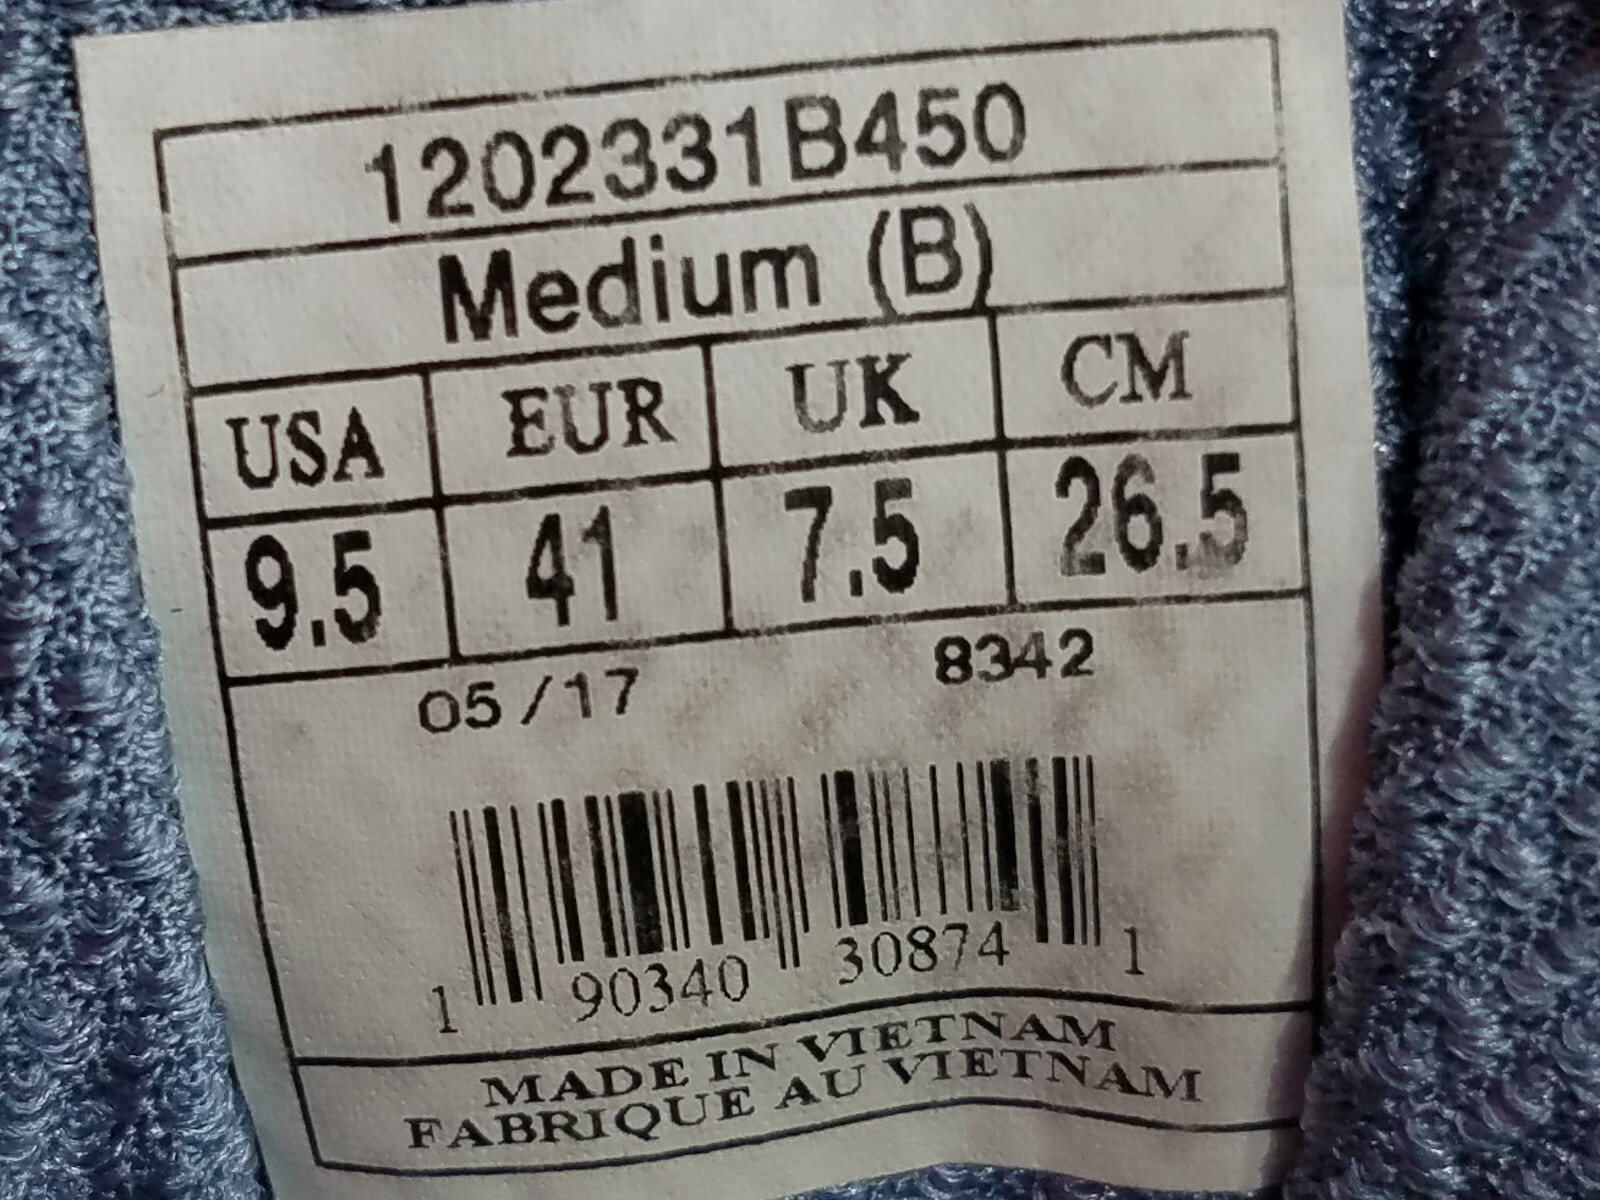 1202331B450
Medium (B)
USA EUR UK CM
9.5 41 7.5 26.5
05/17 8342
1 90340 30874 1
MADE IN VIETNAM
FABRIQUE AU VIETNAM